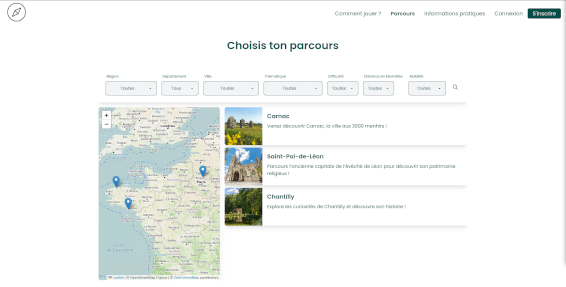 Comment jouer ?
Parcours
Informations pratiques
Connexion
S'inscrire
Choisis ton parcours
Région
Département
Ville
Thématique
Difficulté
Distance en kilomètres
Mobilité
Toutes
Tous
Toutes
Toutes
Toutes
Toutes
Toutes
+
−
Londres
Paris
Carnac
Venez découvrir Carnac, la ville aux 3000 menhirs !
Saint-Pol-de-Léon
Parcours l'ancienne capitale de l'évêché de Léon pour découvrir son patrimoine
religieux !
Chantilly
Explore les curiosités de Chantilly et découvre son histoire !
Leaflet | © OpenStreetMap France | © OpenStreetMap contributors